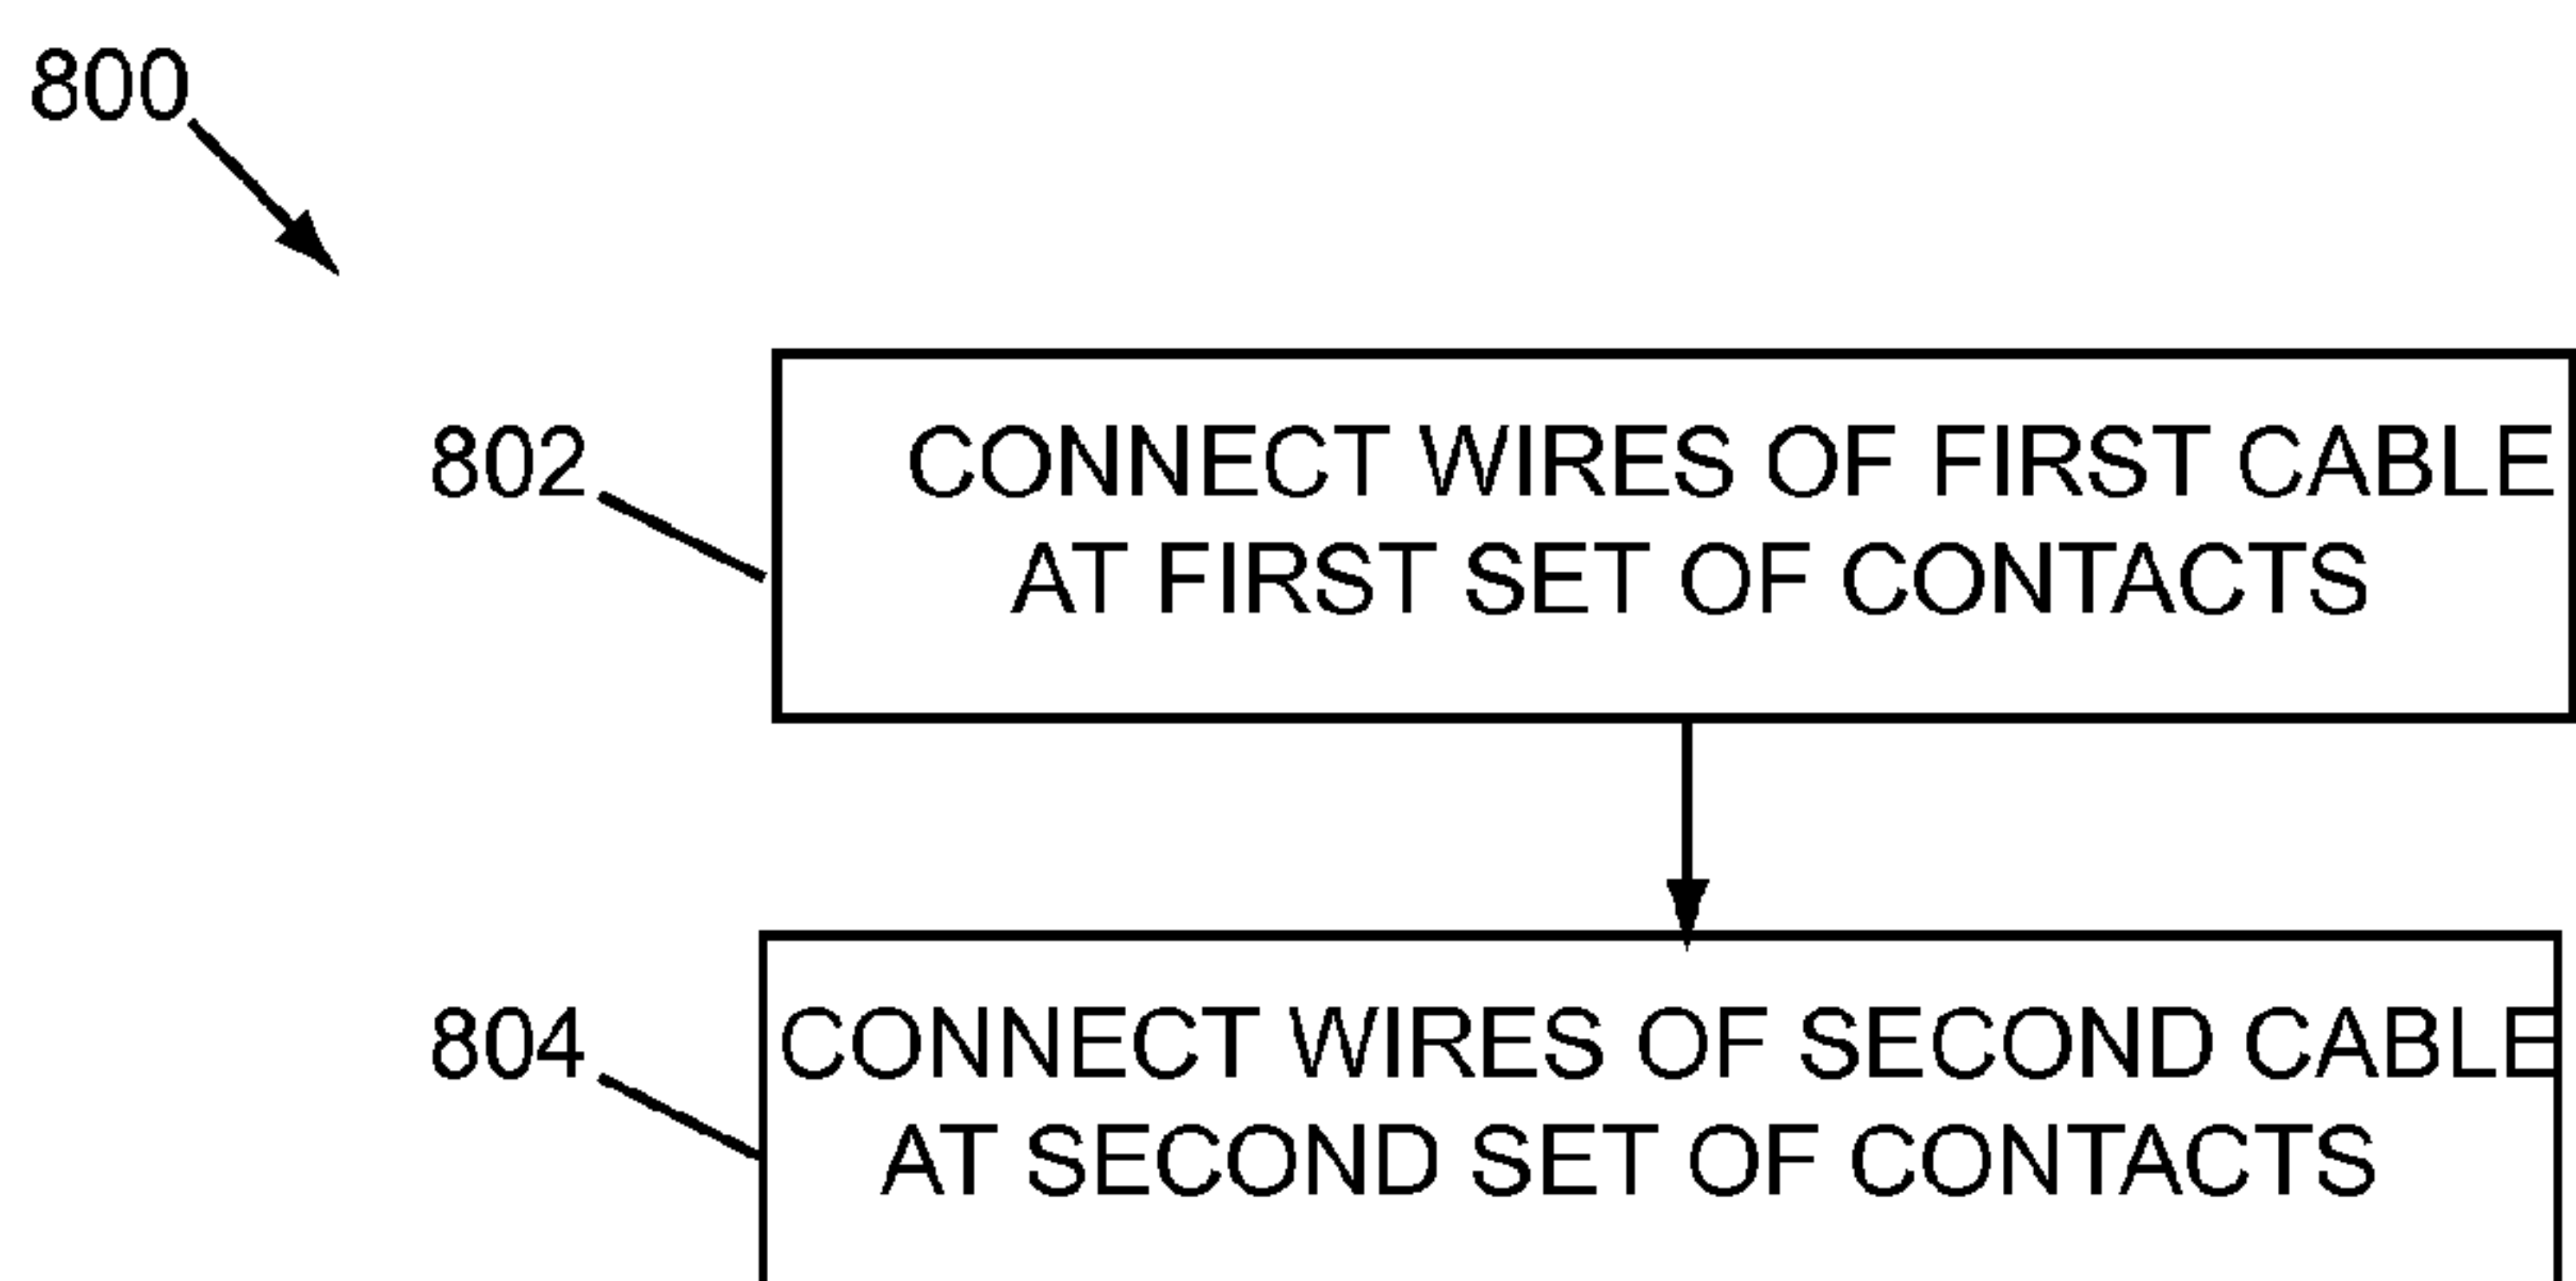 800
802
CONNECT WIRES OF FIRST CABLE
AT FIRST SET OF CONTACTS
804
CONNECT WIRES OF SECOND CABLE
AT SECOND SET OF CONTACTS